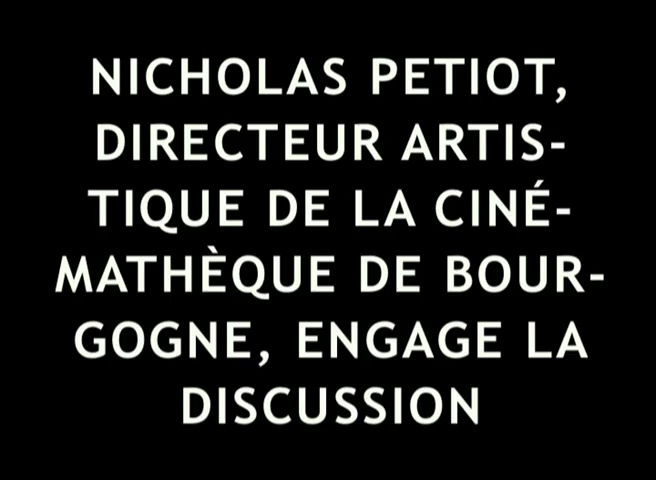 NICHOLAS PETIOT,
DIRECTEUR ARTIS-
TIQUE DE LA CINÉ-
MATHÈQUE DE BOUR-
GOGNE, ENGAGE LA
DISCUSSION